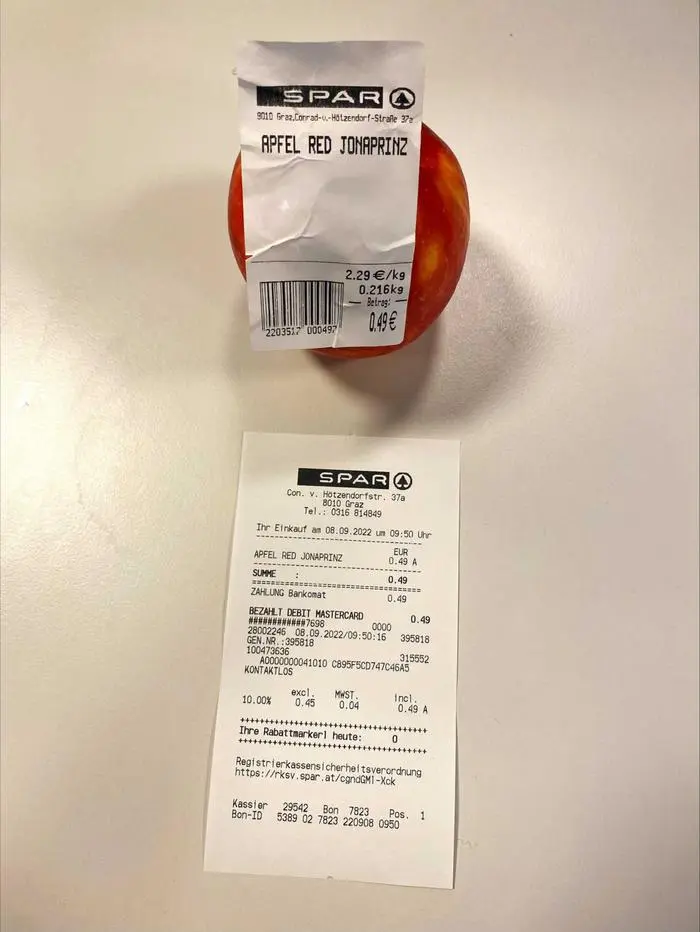 SPAR
8010 Graz,Conrad-v.-Hötzendorf-Straße 37a
APFEL RED JONAPRINZ
2.29€/kg
0.216kg
Betrag:
0.49€
2203517 000497
SPAR
Con. v. Hötzendorfstr. 37a
8010 Graz
Tel.: 0316 814849
Ihr Einkauf am 08.09.2022 um 09:50 Uhr
EUR
APFEL RED JONAPRINZ 0.49 A
SUMME : 0.49
ZAHLUNG Bankomat 0.49
BEZAHLT DEBIT MASTERCARD 0.49
############7698 0000
28002246 08.09.2022/09:50:16 395818
GEN.NR.:395818
100473636 315552
A0000000041010 C895F5CD747C46A5
KONTAKTLOS
excl. MWST. incl.
10.00% 0.45 0.04 0.49 A
++++++++++++++++++++++++++++++++++++++++
Ihre Rabattmarkerl heute: 0
++++++++++++++++++++++++++++++++++++++++
Registrierkassensicherheitsverordnung
https://rksv.spar.at/cgndGM1-Xck
Kassier 29542 Bon 7823 Pos. 1
Bon-ID 5389 02 7823 220908 0950